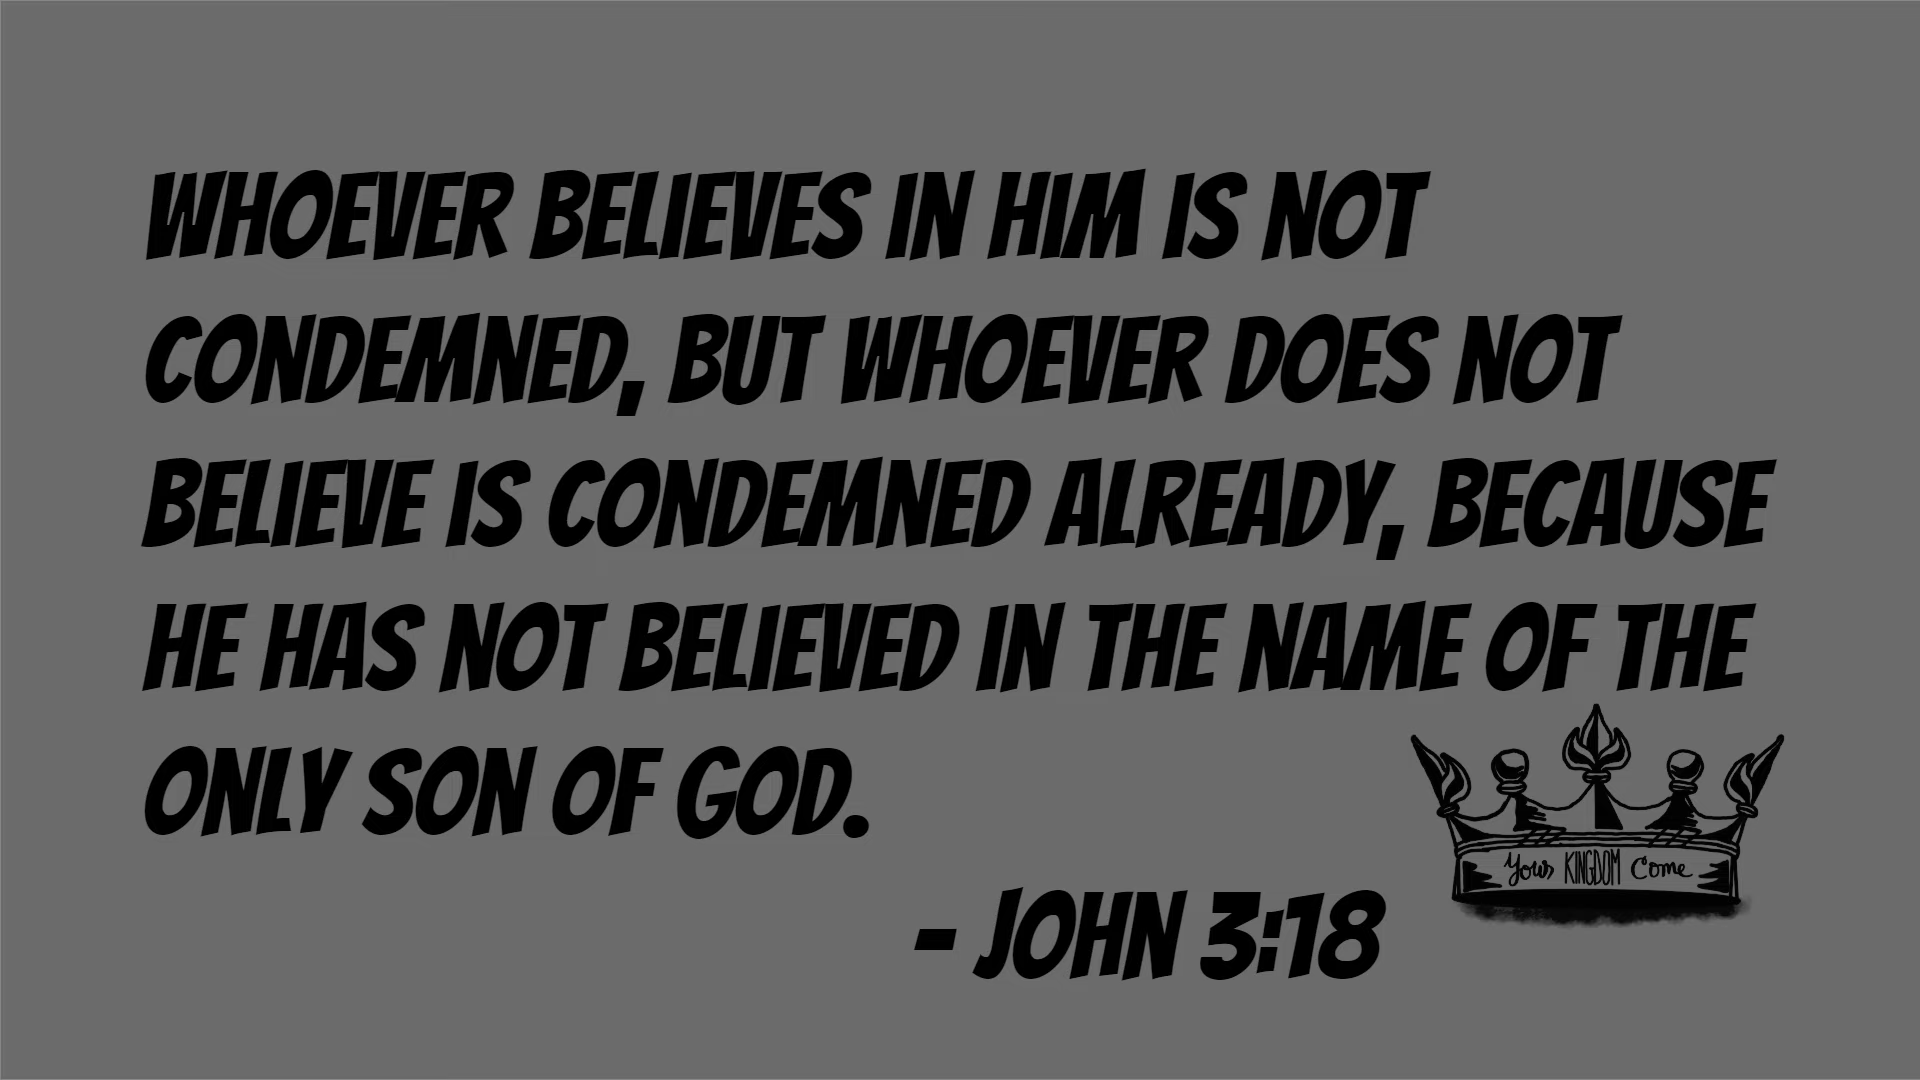 WHOEVER BELIEVES IN HIM IS NOT
CONDEMNED, BUT WHOEVER DOES NOT
BELIEVE IS CONDEMNED ALREADY, BECAUSE
HE HAS NOT BELIEVED IN THE NAME OF THE
ONLY SON OF GOD.
Your KINGDOM Come
- JOHN 3:18